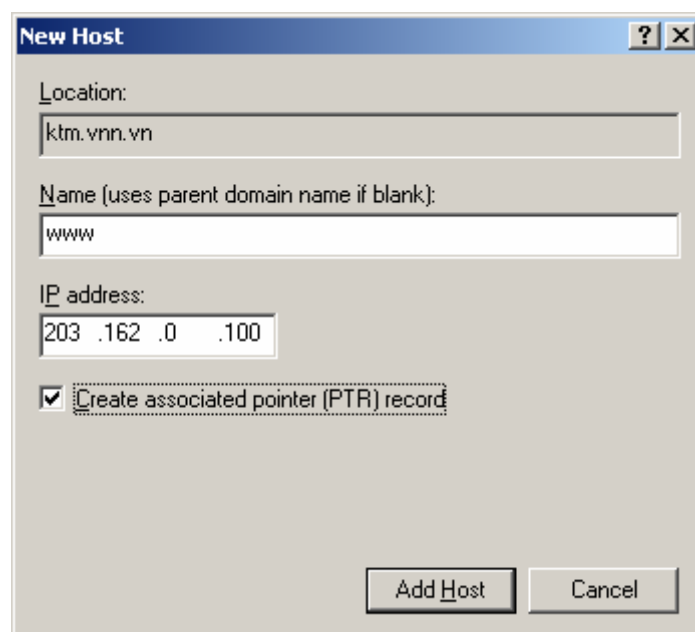 New Host
Location:
ktm.vnn.vn
Name (uses parent domain name if blank):
www
IP address:
203 .162 .0 .100
Create associated pointer (PTR) record
Add Host Cancel